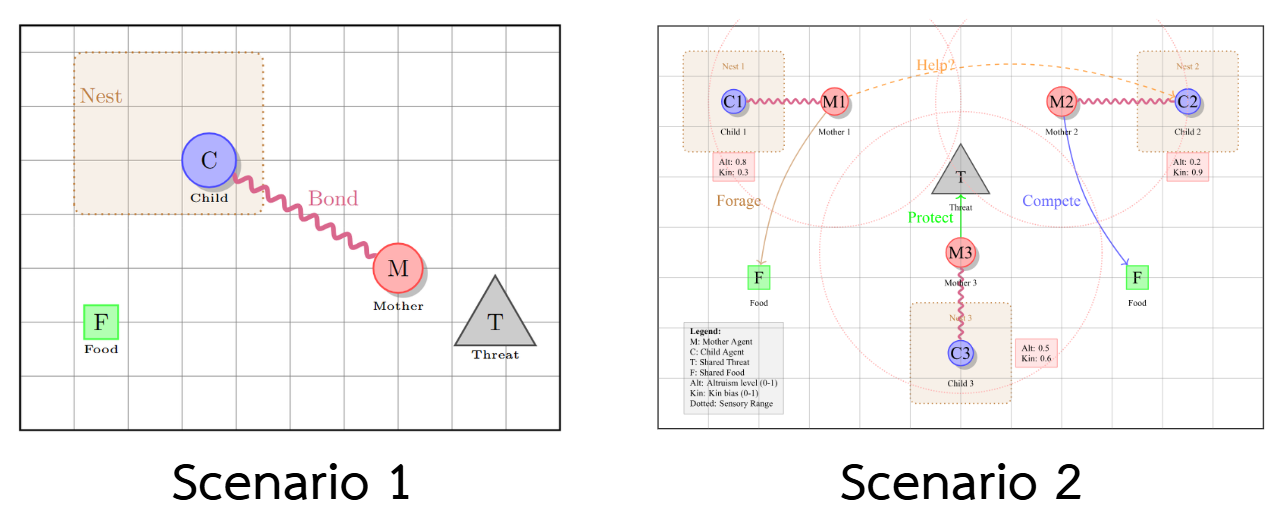 Nest
C
Child
Bond
M
Mother
F
Food
T
Threat
Scenario 1
Nest 1
C1
Child 1
Alt: 0.8
Kin: 0.3
M1
Mother 1
Help?
M2
Mother 2
Nest 2
C2
Child 2
Alt: 0.2
Kin: 0.9
Forage
T
Threat
Protect
Compete
M3
Mother 3
F
Food
F
Food
Nest 3
C3
Child 3
Alt: 0.5
Kin: 0.6
Legend:
M: Mother Agent
C: Child Agent
T: Shared Threat
F: Shared Food
Alt: Altruism level (0-1)
Kin: Kin bias (0-1)
Dotted: Sensory Range
Scenario 2